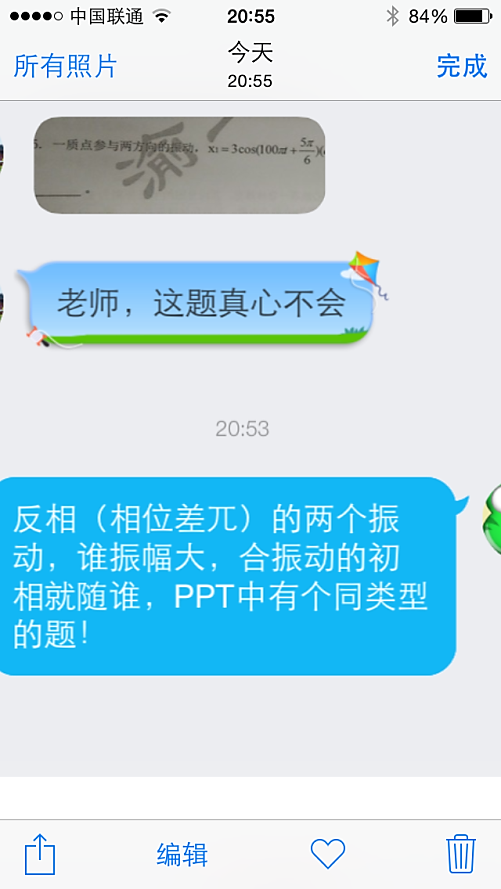 中国联通
20:55
84%
所有照片
今天
20:55
完成
5. 一质点参与两方向的振动, x₁=3cos(100πt+5π/6)(
老师，这题真心不会
20:53
反相（相位差兀）的两个振
动，谁振幅大，合振动的初
相就随谁，PPT中有个同类型
的题！
编辑